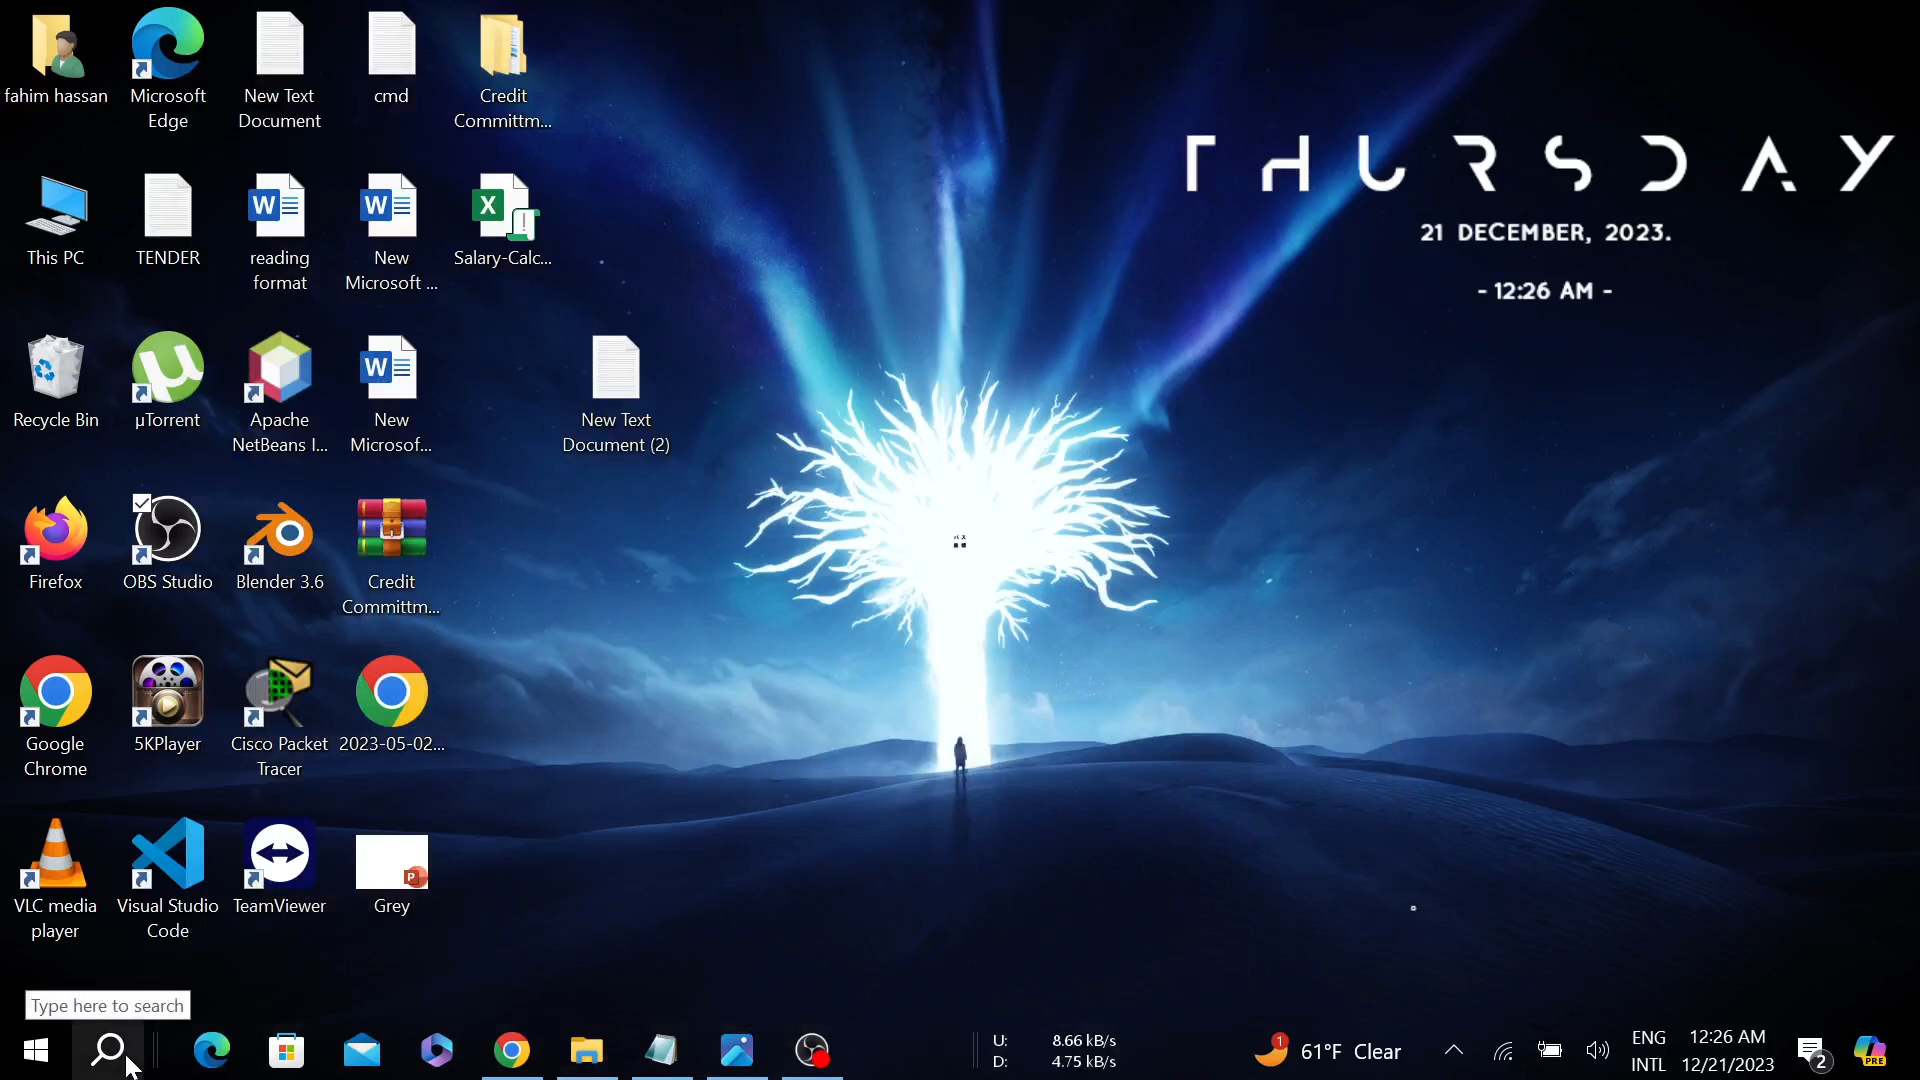 fahim hassan
Microsoft
Edge
New Text
Document
cmd
Credit
Committm...
THURSDAY
21 DECEMBER, 2023.
- 12:26 AM -
This PC
TENDER
reading
format
New
Microsoft ...
Salary-Calc...
Recycle Bin
µTorrent
Apache
NetBeans I...
New
Microsof...
New Text
Document (2)
Firefox
OBS Studio
Blender 3.6
Credit
Committm...
Google
Chrome
5KPlayer
Cisco Packet
Tracer
2023-05-02...
VLC media
player
Visual Studio
Code
TeamViewer
Grey
Type here to search
U: 8.66 kB/s
D: 4.75 kB/s
1
61°F Clear
ENG
INTL
12:26 AM
12/21/2023
2
PRE